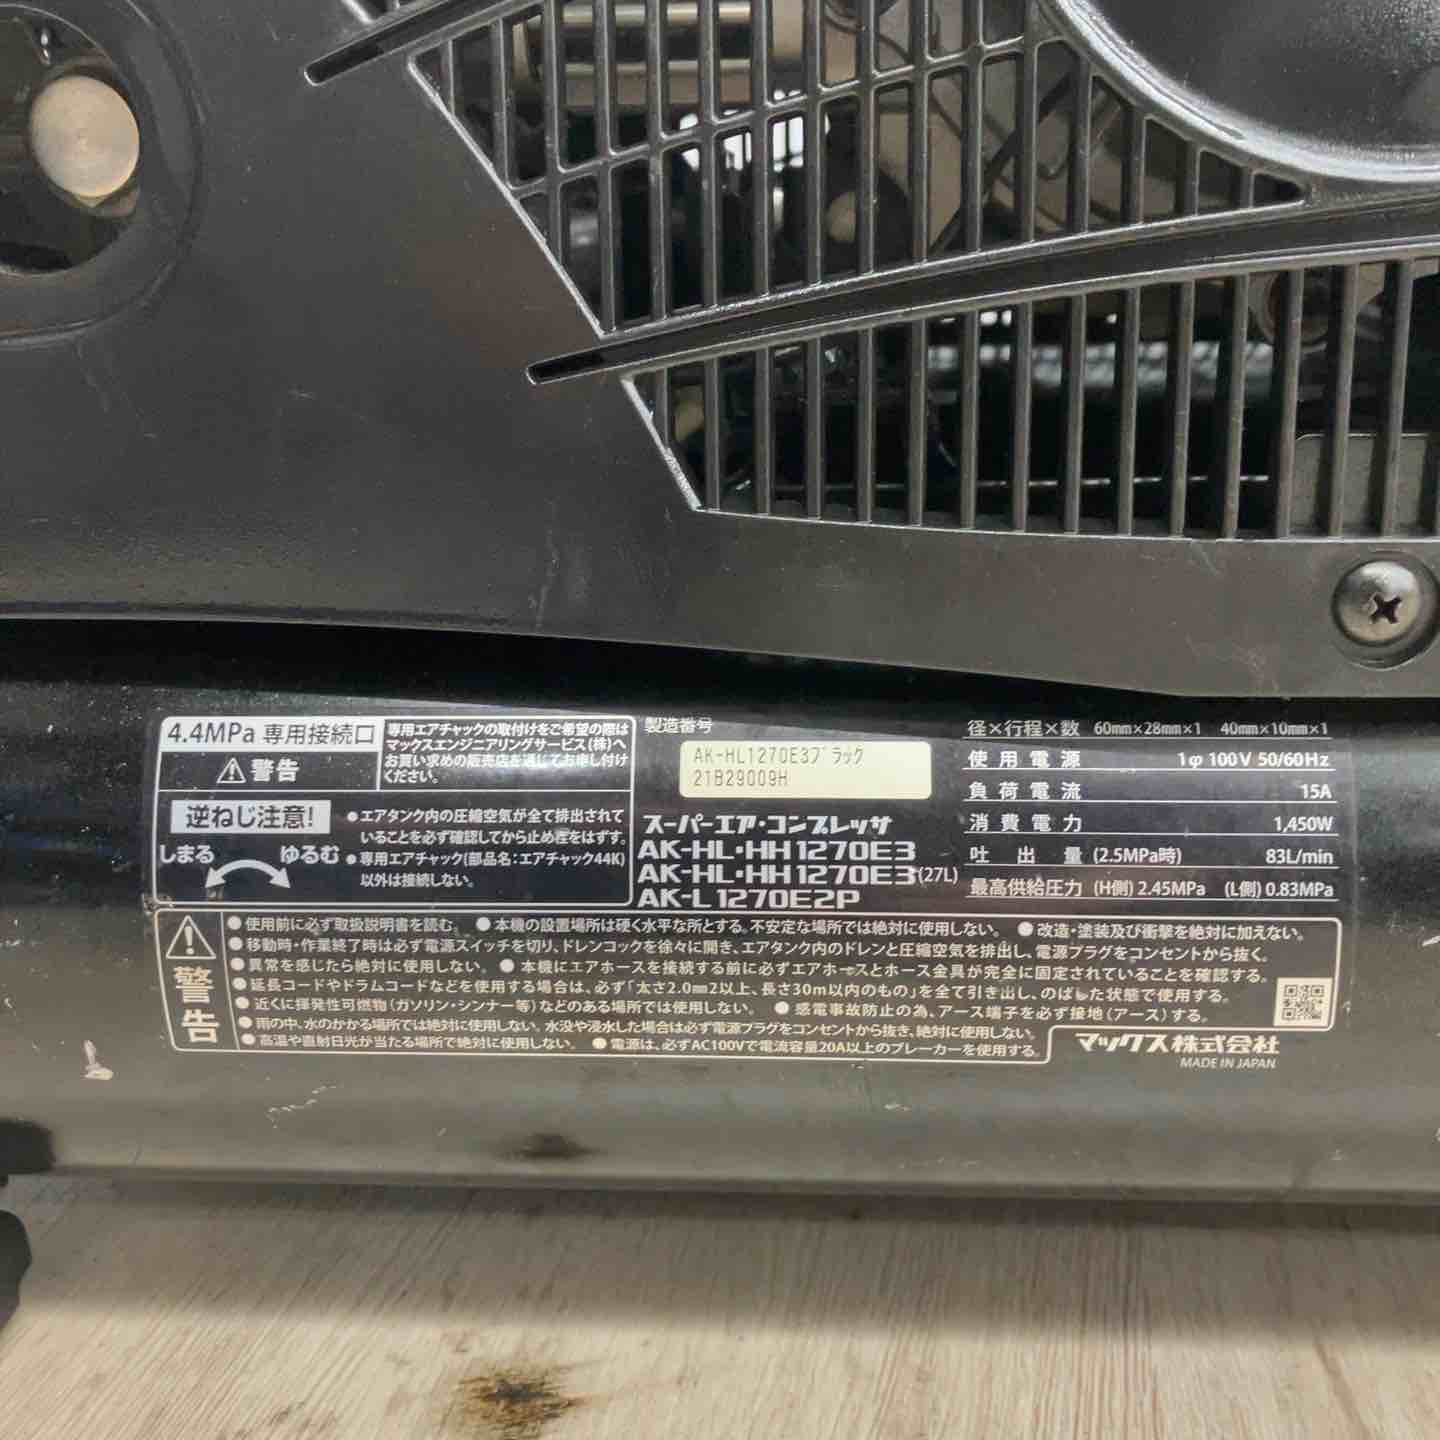 4.4MPa 専用接続口
警告
専用エアチャックの取付けをご希望の際は
マックスエンジニアリングサービス(株)へ
お買い求めの販売店を通じてお申し付け
ください。
逆ねじ注意!
しまる ゆるむ
●エアタンク内の圧縮空気が全て排出されて
いることを必ず確認してから止め栓をはずす。
●専用エアチャック(部品名:エアチャック44K)
以外は接続しない。
製造番号
AK-HL1270E3ブラック
21B29009H
スーパーエア・コンプレッサ
AK-HL・HH1270E3
AK-HL・HH1270E3(27L)
AK-L1270E2P
径×行程×数 60mm×28mm×1 40mm×10mm×1
使用電源 1φ100V 50/60Hz
負荷電流 15A
消費電力 1,450W
吐出量 (2.5MPa時) 83L/min
最高供給圧力 (H側) 2.45MPa (L側) 0.83MPa
警告
●使用前に必ず取扱説明書を読む。 ●本機の設置場所は硬く水平な所とする。不安定な場所では絶対に使用しない。 ●改造・塗装及び衝撃を絶対に加えない。
●移動時・作業終了時は必ず電源スイッチを切り、ドレンコックを徐々に開き、エアタンク内のドレンと圧縮空気を排出し、電源プラグをコンセントから抜く。
●異常を感じたら絶対に使用しない。 ●本機にエアホースを接続する前に必ずエアホースとホース金具が完全に固定されていることを確認する。
●延長コードやドラムコードなどを使用する場合は、必ず「太さ2.0mm2以上、長さ30m以内のもの」を全て引き出し、のばした状態で使用する。
●近くに揮発性可燃物(ガソリン・シンナー等)などのある場所では使用しない。 ●感電事故防止の為、アース端子を必ず接地(アース)する。
●雨の中、水のかかる場所では絶対に使用しない。水没や浸水した場合は必ず電源プラグをコンセントから抜き、絶対に使用しない。
●高温や直射日光が当たる場所で絶対に使用しない。 ●電源は、必ずAC100Vで電流容量20A以上のブレーカーを使用する。
マックス株式会社
MADE IN JAPAN